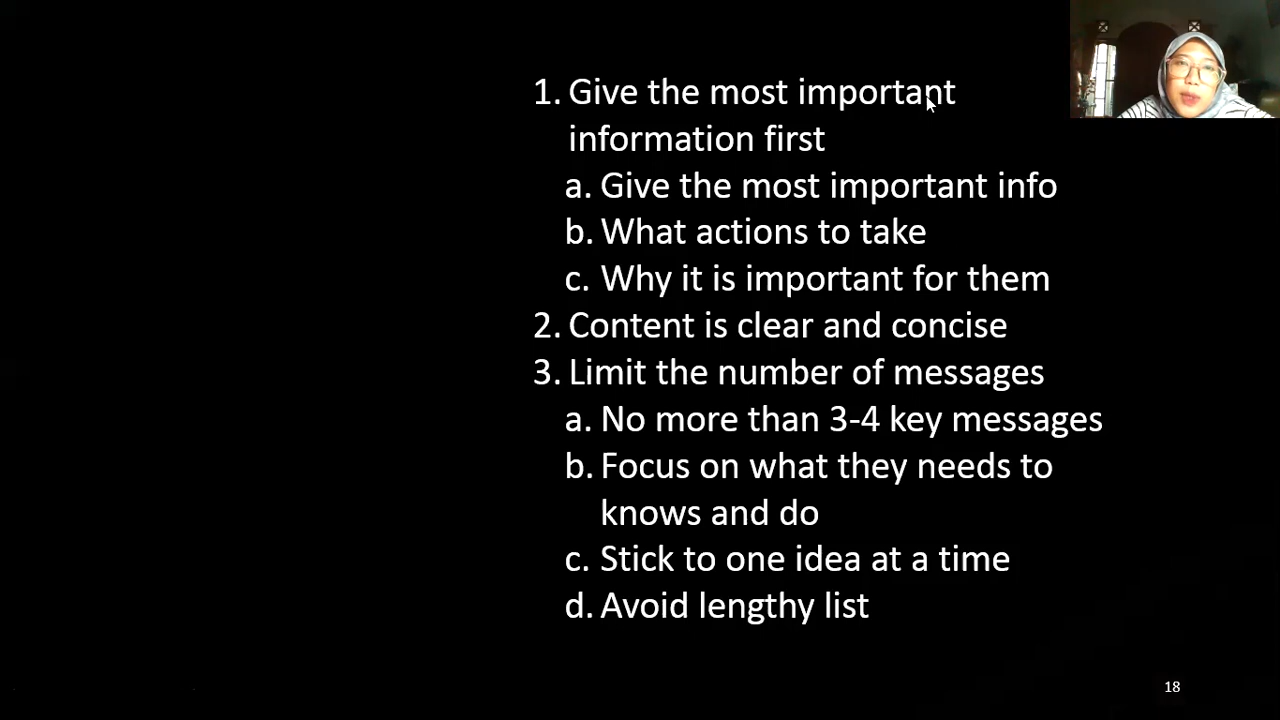 1. Give the most important
information first
a. Give the most important info
b. What actions to take
c. Why it is important for them
2. Content is clear and concise
3. Limit the number of messages
a. No more than 3-4 key messages
b. Focus on what they needs to
knows and do
c. Stick to one idea at a time
d. Avoid lengthy list
18